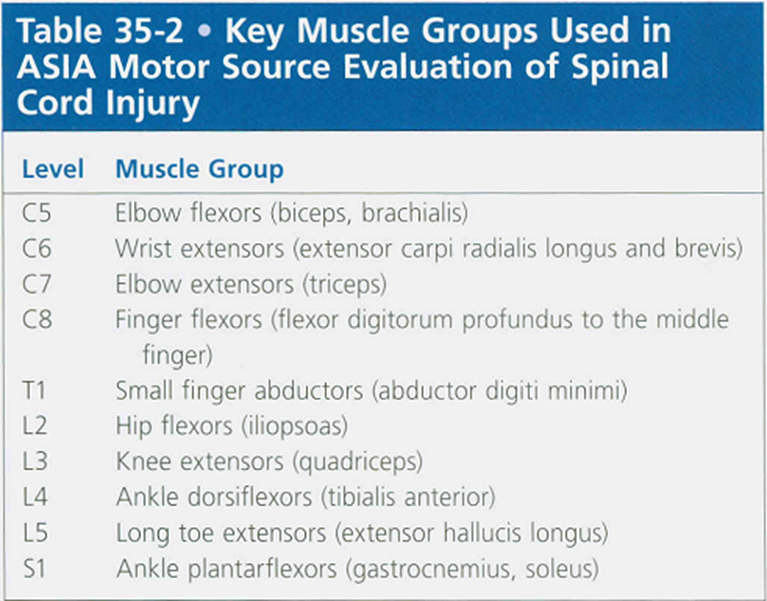 Table 35-2 • Key Muscle Groups Used in
ASIA Motor Source Evaluation of Spinal
Cord Injury
Level Muscle Group
C5 Elbow flexors (biceps, brachialis)
C6 Wrist extensors (extensor carpi radialis longus and brevis)
C7 Elbow extensors (triceps)
C8 Finger flexors (flexor digitorum profundus to the middle
finger)
T1 Small finger abductors (abductor digiti minimi)
L2 Hip flexors (iliopsoas)
L3 Knee extensors (quadriceps)
L4 Ankle dorsiflexors (tibialis anterior)
L5 Long toe extensors (extensor hallucis longus)
S1 Ankle plantarflexors (gastrocnemius, soleus)